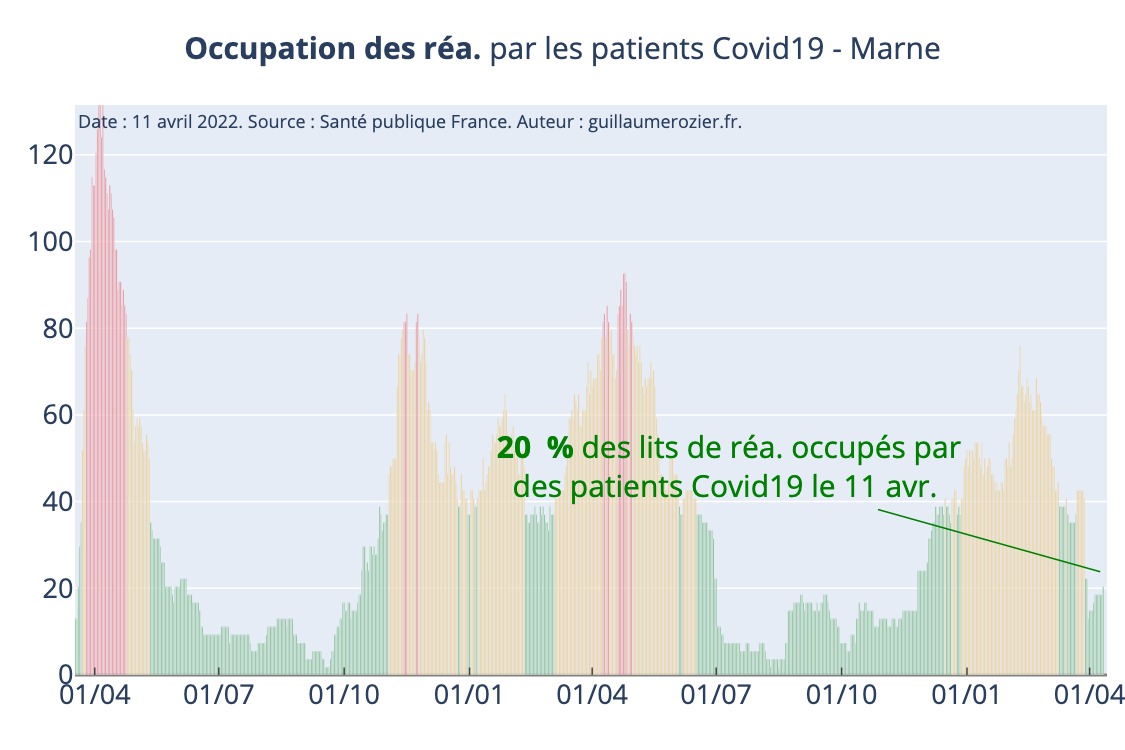 Occupation des réa. par les patients Covid19 - Marne
Date : 11 avril 2022. Source : Santé publique France. Auteur : guillaumerozier.fr.
120
100
80
60
40
20
0
20 % des lits de réa. occupés par
des patients Covid19 le 11 avr.
01/04 01/07 01/10 01/01 01/04 01/07 01/10 01/01 01/04